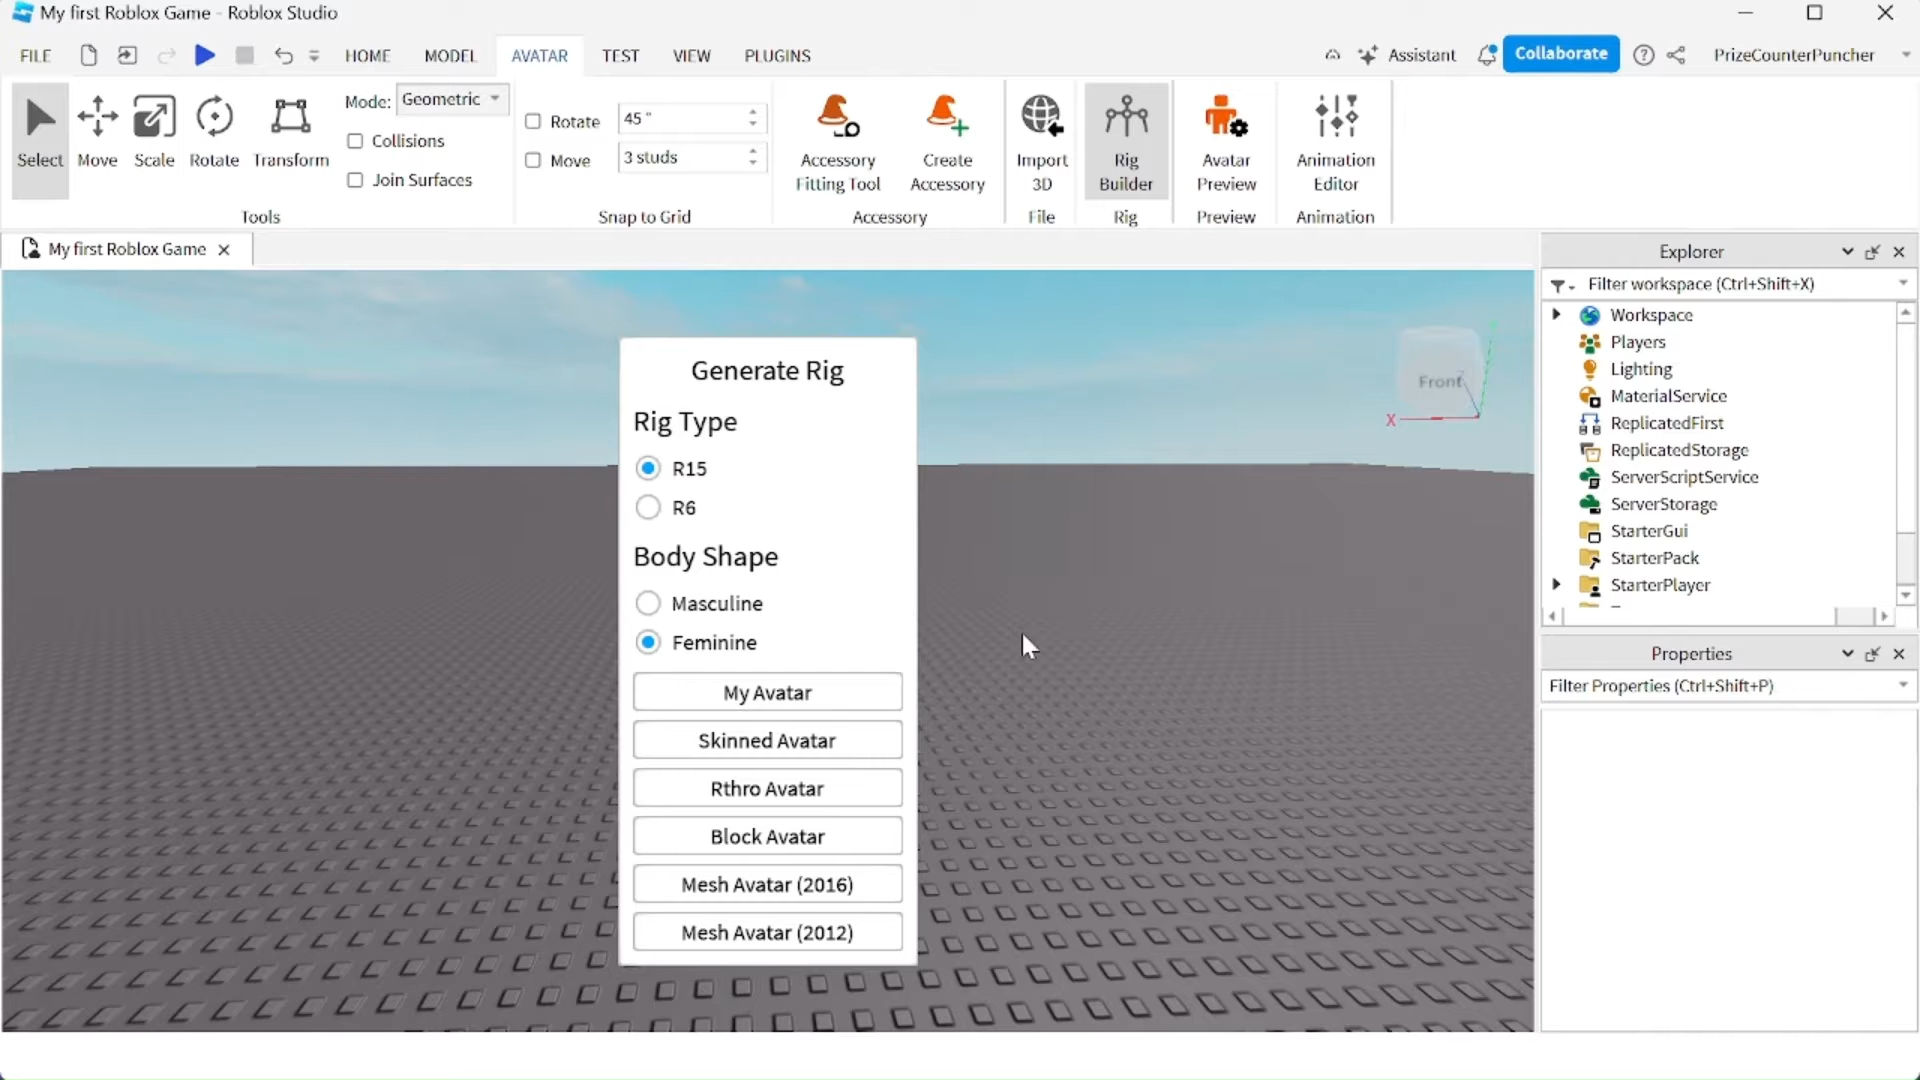 My first Roblox Game - Roblox Studio
FILE HOME MODEL AVATAR TEST VIEW PLUGINS Assistant Collaborate PrizeCounterPuncher
Select Move Scale Rotate Transform
Mode: Geometric
Collisions
Join Surfaces
Tools
Rotate 45 °
Move 3 studs
Snap to Grid
Accessory
Fitting Tool
Create
Accessory
Accessory
Import
3D
File
Rig
Builder
Rig
Avatar
Preview
Preview
Animation
Editor
Animation
My first Roblox Game
Generate Rig
Rig Type
R15
R6
Body Shape
Masculine
Feminine
My Avatar
Skinned Avatar
Rthro Avatar
Block Avatar
Mesh Avatar (2016)
Mesh Avatar (2012)
Front
X
Explorer
Filter workspace (Ctrl+Shift+X)
Workspace
Players
Lighting
MaterialService
ReplicatedFirst
ReplicatedStorage
ServerScriptService
ServerStorage
StarterGui
StarterPack
StarterPlayer
Properties
Filter Properties (Ctrl+Shift+P)